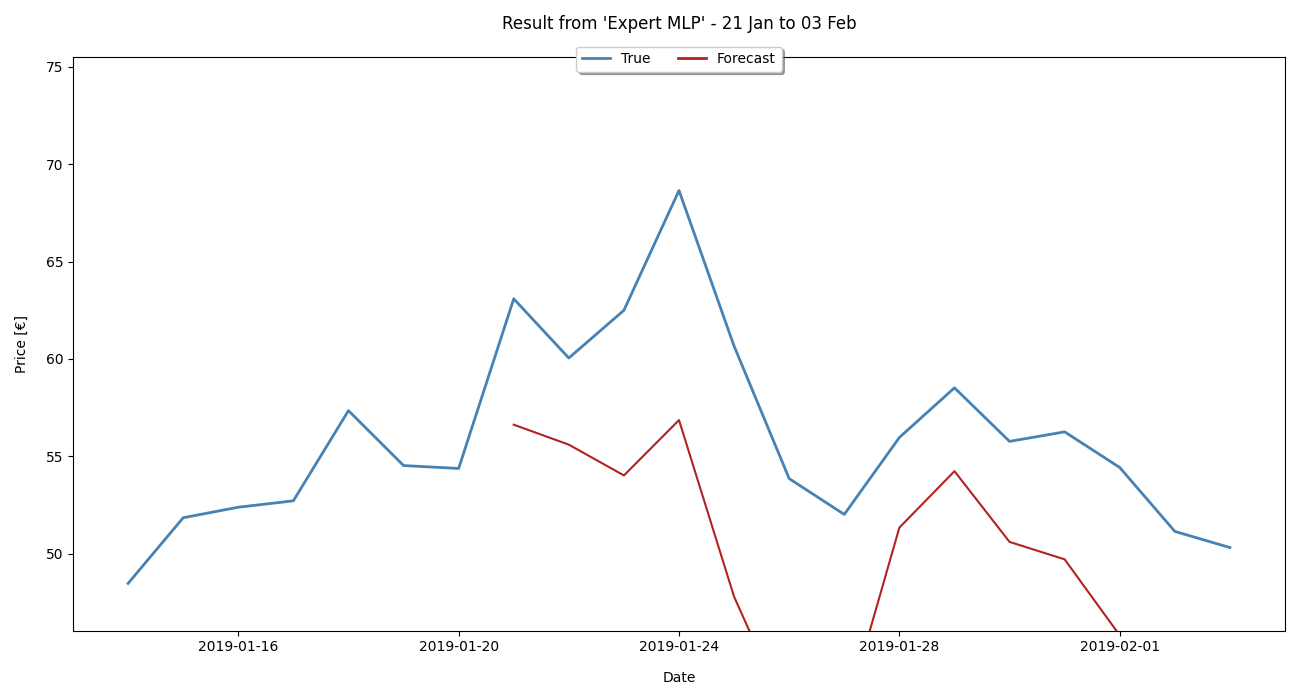 Result from 'Expert MLP' - 21 Jan to 03 Feb
True Forecast
75
70
65
60
55
50
Price [€]
2019-01-16 2019-01-20 2019-01-24 2019-01-28 2019-02-01
Date